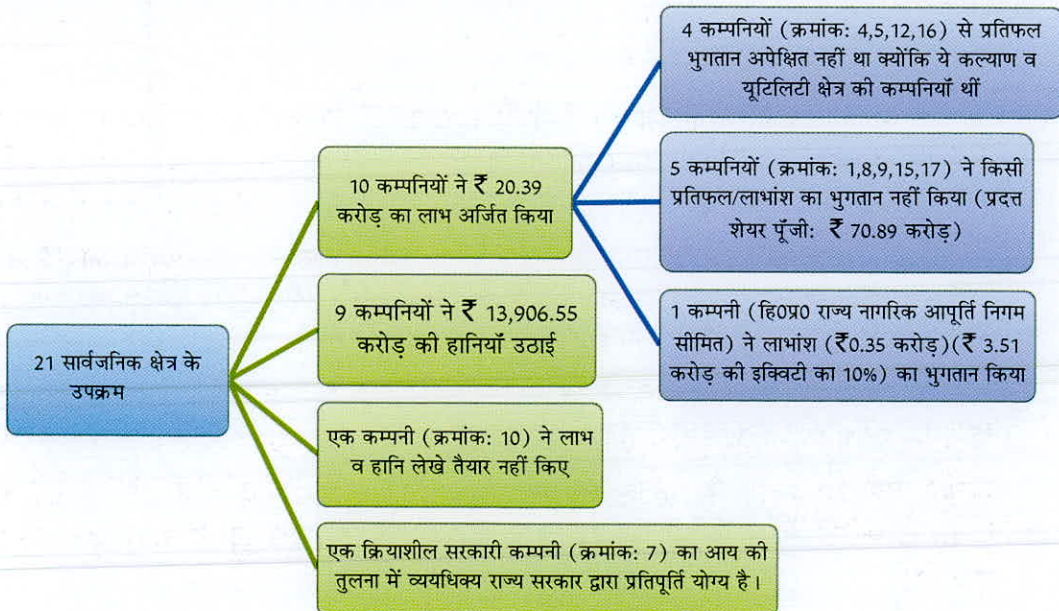 21 सार्वजनिक क्षेत्र के
उपक्रम
10 कम्पनियों ने ₹ 20.39
करोड़ का लाभ अर्जित किया
9 कम्पनियों ने ₹ 13,906.55
करोड़ की हानियाँ उठाई
एक कम्पनी (क्रमांक: 10) ने लाभ
व हानि लेखे तैयार नहीं किए
एक क्रियाशील सरकारी कम्पनी (क्रमांक: 7) का आय की
तुलना में व्ययधिक्य राज्य सरकार द्वारा प्रतिपूर्ति योग्य है।
4 कम्पनियों (क्रमांक: 4,5,12,16) से प्रतिफल
भुगतान अपेक्षित नहीं था क्योंकि ये कल्याण व
यूटिलिटी क्षेत्र की कम्पनियाँ थीं
5 कम्पनियों (क्रमांक: 1,8,9,15,17) ने किसी
प्रतिफल/लाभांश का भुगतान नहीं किया (प्रदत्त
शेयर पूँजी: ₹ 70.89 करोड़)
1 कम्पनी (हि0प्र0 राज्य नागरिक आपूर्ति निगम
सीमित) ने लाभांश (₹0.35 करोड़)(₹ 3.51
करोड़ की इक्विटी का 10%) का भुगतान किया